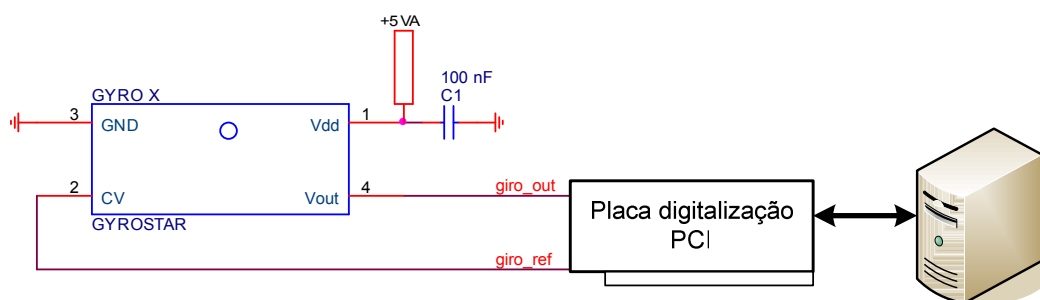 +5VA
100 nF
C1
GYRO X
3
GND
Vdd
1
2
CV
Vout
4
GYROSTAR
giro_out
giro_ref
Placa digitalização
PCI